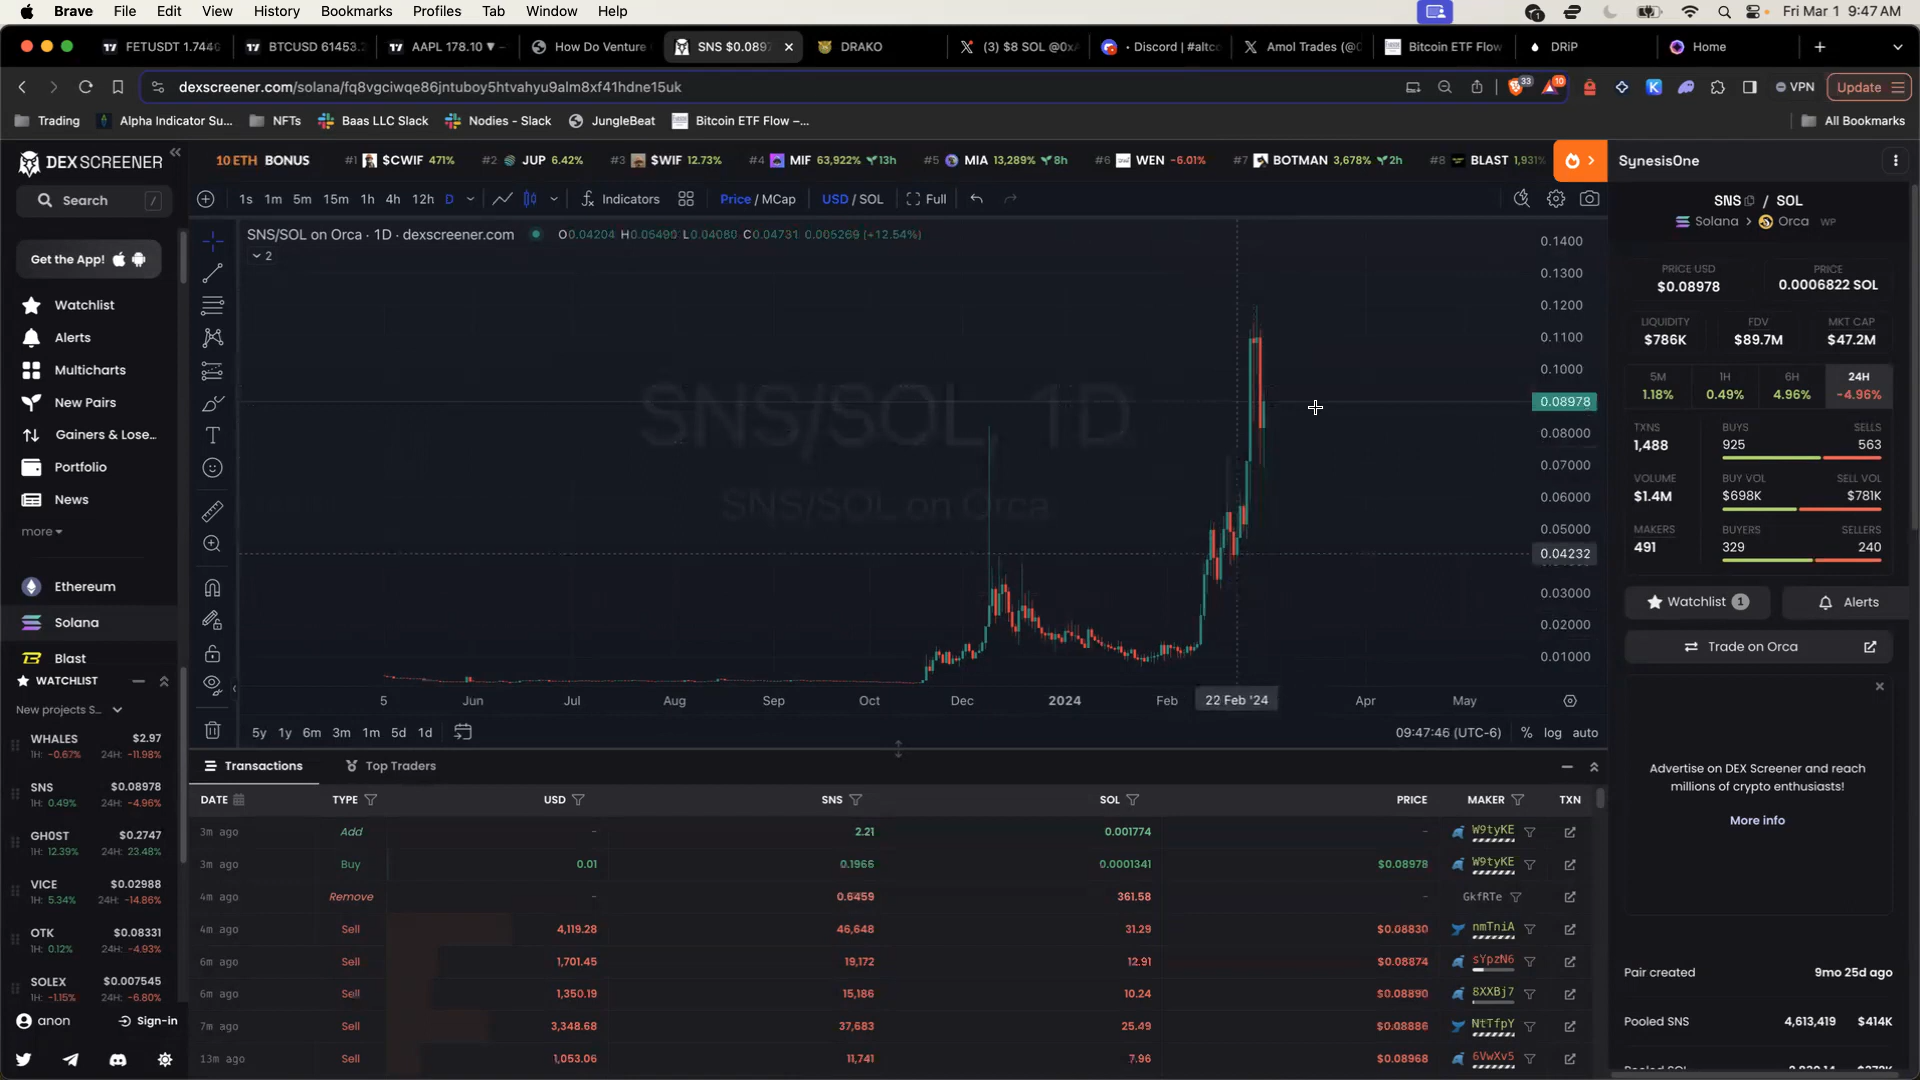 Brave File Edit View History Bookmarks Profiles Tab Window Help Fri Mar 1 9:47 AM
FETUSDT 1.744 BTCUSD 61453. AAPL 178.10 ▼ How Do Venture SNS $0.0897 DRAKO (3) $8 SOL @0xA Discord | #altc Amol Trades (@ Bitcoin ETF Flow DRiP Home
dexscreener.com/solana/fq8vgciwqe86jntuboy5htvahyu9alm8xf41hdne15uk 33 10 VPN Update
Trading Alpha Indicator Su... NFTs Baas LLC Slack Nodies - Slack JungleBeat Bitcoin ETF Flow –... All Bookmarks
DEX SCREENER
10 ETH BONUS #1 $CWIF 471% #2 JUP 6.42% #3 $WIF 12.73% #4 MIF 63,922% 13h #5 MIA 13,289% 8h #6 WEN -6.01% #7 BOTMAN 3,678% 2h #8 BLAST 1,931%
SynesisOne
Search /
1s 1m 5m 15m 1h 4h 12h D Indicators Price / MCap USD / SOL Full
Get the App!
Watchlist
Alerts
Multicharts
New Pairs
Gainers & Lose...
Portfolio
News
more
Ethereum
Solana
Blast
WATCHLIST
New projects S...
WHALES $2.97
1H: -0.67% 24H: -11.98%
SNS $0.08978
1H: 0.49% 24H: -4.96%
GH0ST $0.2747
1H: 12.39% 24H: 23.48%
VICE $0.02988
1H: 5.34% 24H: -14.86%
OTK $0.08331
1H: 0.12% 24H: -4.93%
SOLEX $0.007545
1H: -1.15% 24H: -6.80%
anon Sign-in
SNS/SOL on Orca · 1D · dexscreener.com O0.04204 H0.05490 L0.04080 C0.04731 0.005269 (+12.54%)
2
SNS/SOL, 1D
SNS/SOL on Orca
0.1400
0.1300
0.1200
0.1100
0.1000
0.08978
0.08000
0.07000
0.06000
0.05000
0.04232
0.03000
0.02000
0.01000
5 Jun Jul Aug Sep Oct Dec 2024 Feb 22 Feb '24 Apr May
5y 1y 6m 3m 1m 5d 1d 09:47:46 (UTC-6) % log auto
Transactions Top Traders
DATE TYPE USD SNS SOL PRICE MAKER TXN
3m ago Add - 2.21 0.001774 - W9tyKE
3m ago Buy 0.01 0.1966 0.0001341 $0.08978 W9tyKE
4m ago Remove - 0.6459 361.58 - GkfRTe
4m ago Sell 4,119.28 46,648 31.29 $0.08830 nmTniA
6m ago Sell 1,701.45 19,172 12.91 $0.08874 sYpzN6
6m ago Sell 1,350.19 15,186 10.24 $0.08890 8XXBj7
7m ago Sell 3,348.68 37,683 25.49 $0.08886 NtTfpY
13m ago Sell 1,053.06 11,741 7.96 $0.08968 6VwXv5
SNS / SOL
Solana > Orca WP
PRICE USD PRICE
$0.08978 0.0006822 SOL
LIQUIDITY FDV MKT CAP
$786K $89.7M $47.2M
5M 1H 6H 24H
1.18% 0.49% 4.96% -4.96%
TXNS BUYS SELLS
1,488 925 563
VOLUME BUY VOL SELL VOL
$1.4M $698K $781K
MAKERS BUYERS SELLERS
491 329 240
Watchlist 1 Alerts
Trade on Orca
Advertise on DEX Screener and reach
millions of crypto enthusiasts!
More info
Pair created 9mo 25d ago
Pooled SNS 4,613,419 $414K